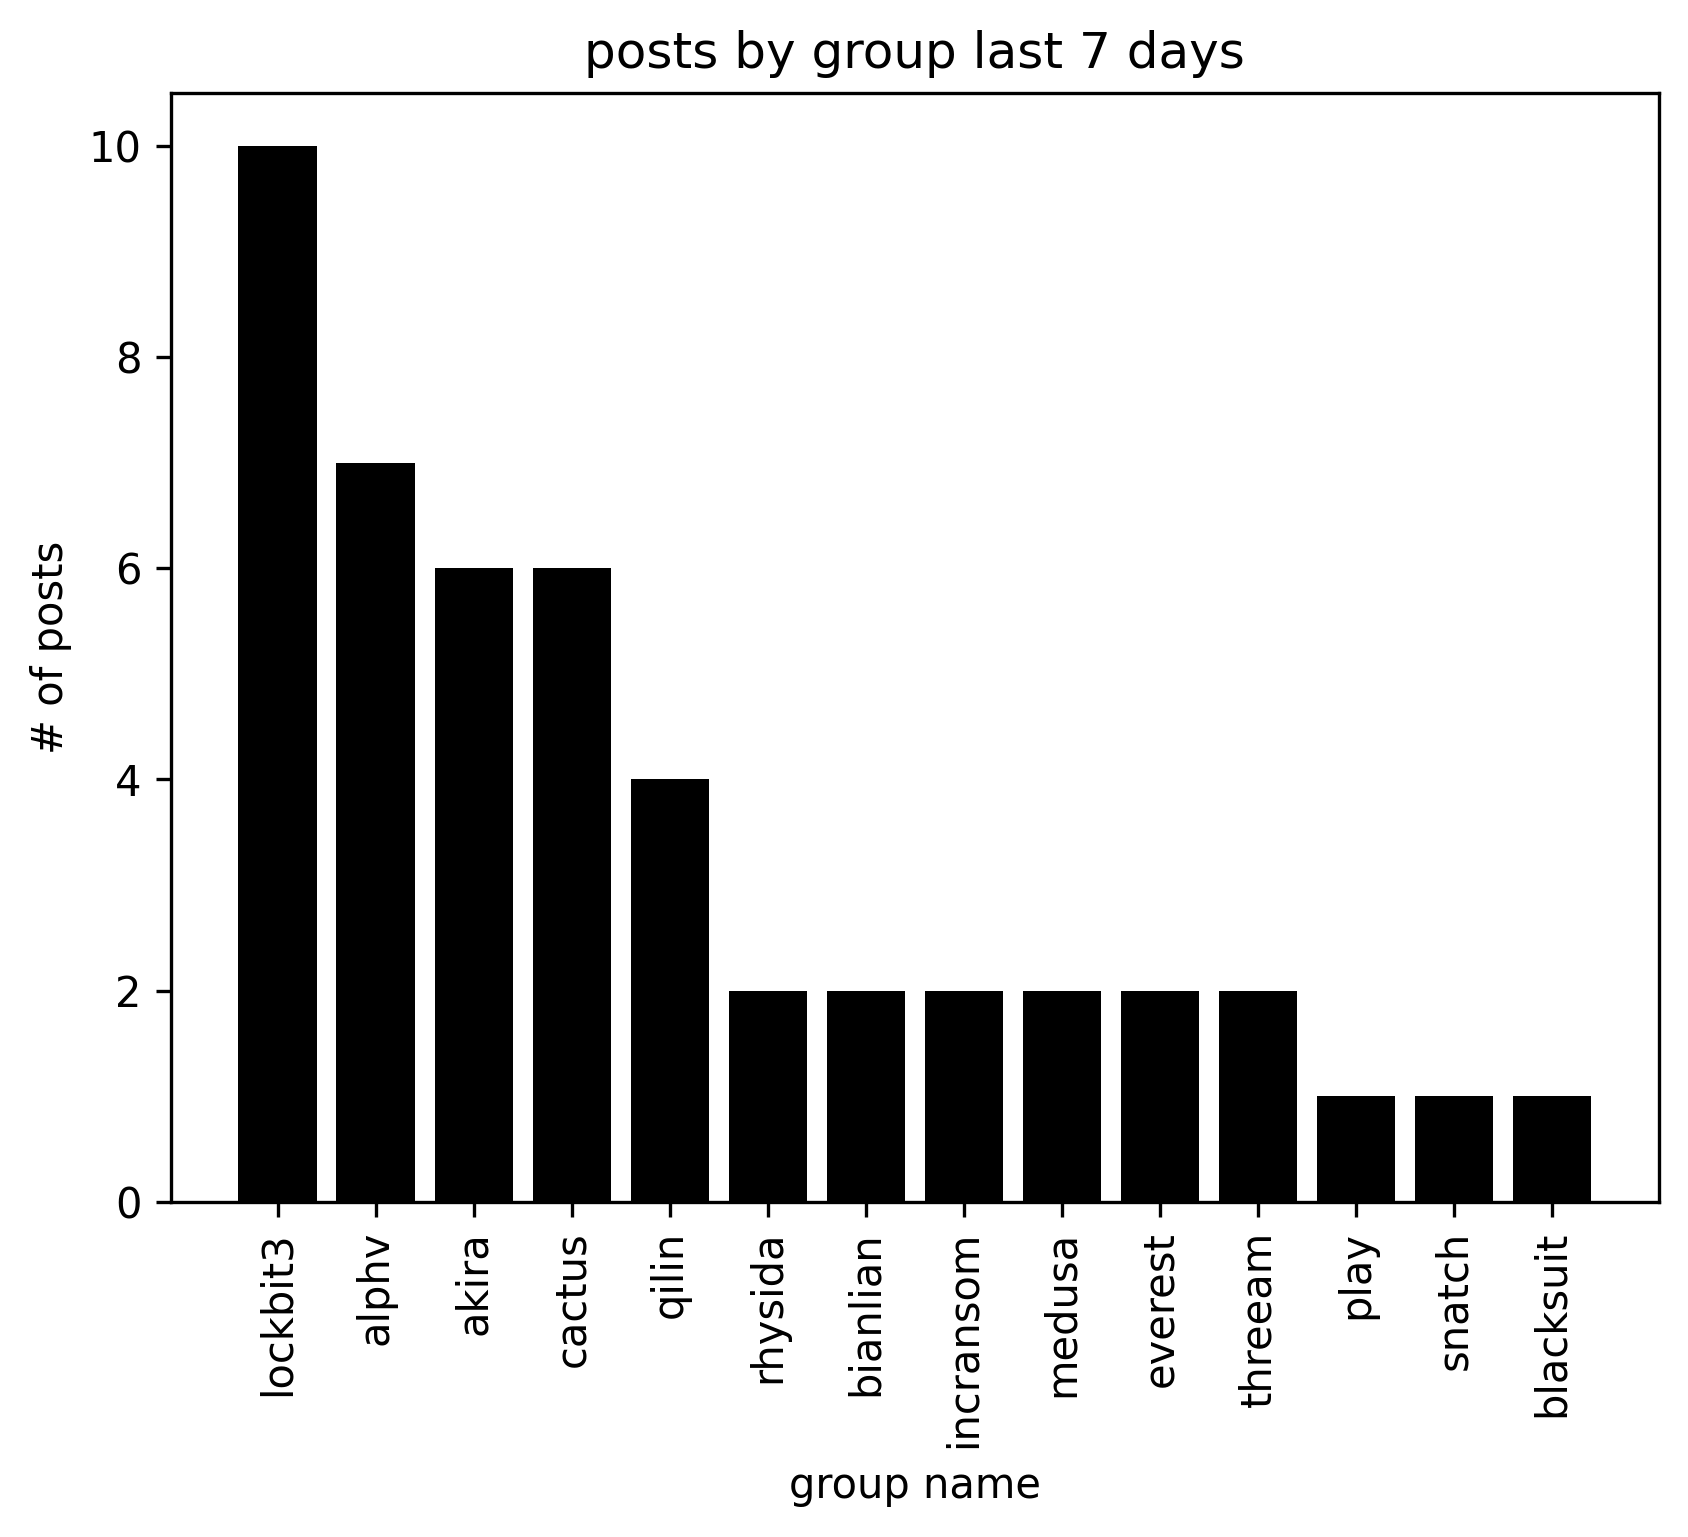 posts by group last 7 days
10
8
6
4
2
0
# of posts
lockbit3
alphv
akira
cactus
qilin
rhysida
bianlian
incransom
medusa
everest
threeam
play
snatch
blacksuit
group name